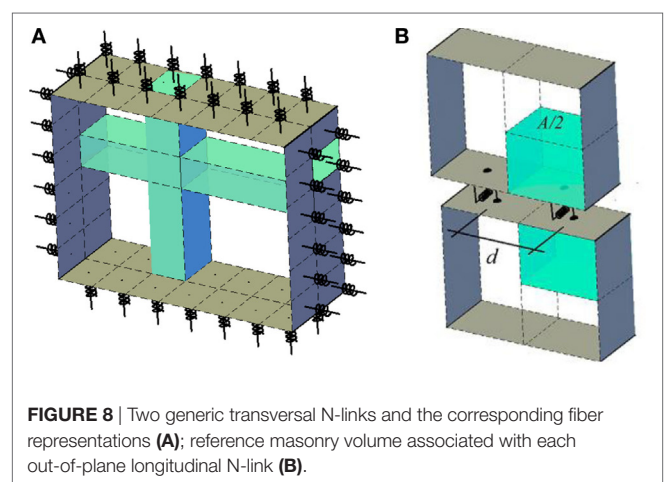 A
B
A/2
d
FIGURE 8 | Two generic transversal N-links and the corresponding fiber
representations (A); reference masonry volume associated with each
out-of-plane longitudinal N-link (B).